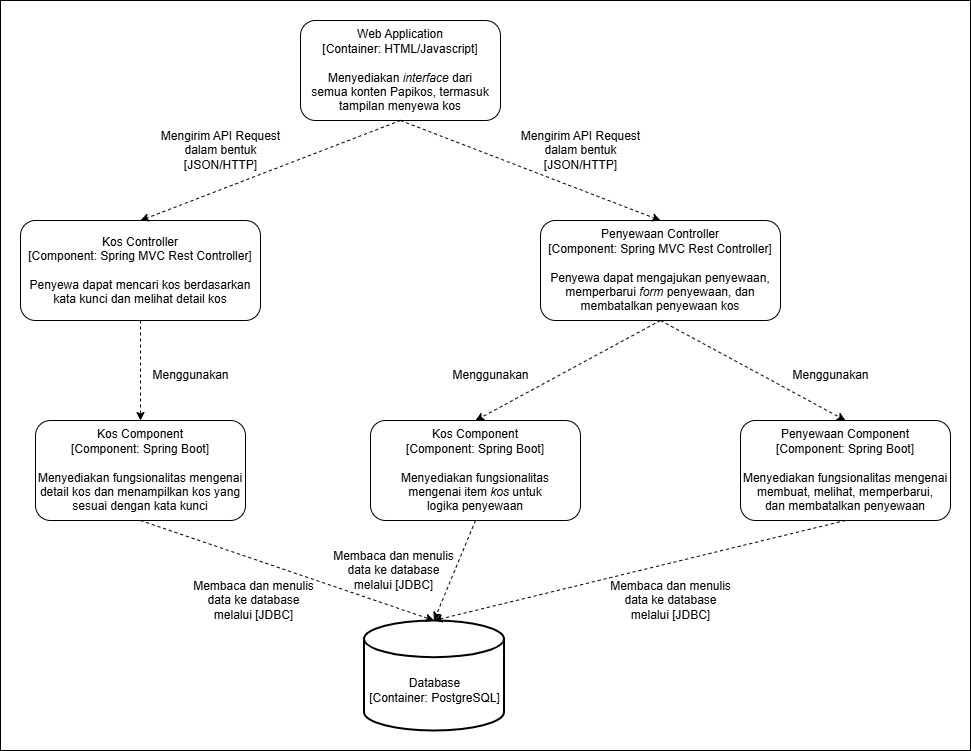 Web Application
[Container: HTML/Javascript]
Menyediakan interface dari
semua konten Papikos, termasuk
tampilan menyewa kos
Mengirim API Request
dalam bentuk
[JSON/HTTP]
Mengirim API Request
dalam bentuk
[JSON/HTTP]
Kos Controller
[Component: Spring MVC Rest Controller]
Penyewa dapat mencari kos berdasarkan
kata kunci dan melihat detail kos
Penyewaan Controller
[Component: Spring MVC Rest Controller]
Penyewa dapat mengajukan penyewaan,
memperbarui form penyewaan, dan
membatalkan penyewaan kos
Menggunakan
Menggunakan
Menggunakan
Kos Component
[Component: Spring Boot]
Menyediakan fungsionalitas mengenai
detail kos dan menampilkan kos yang
sesuai dengan kata kunci
Kos Component
[Component: Spring Boot]
Menyediakan fungsionalitas
mengenai item kos untuk
logika penyewaan
Penyewaan Component
[Component: Spring Boot]
Menyediakan fungsionalitas mengenai
membuat, melihat, memperbarui,
dan membatalkan penyewaan
Membaca dan menulis
data ke database
melalui [JDBC]
Membaca dan menulis
data ke database
melalui [JDBC]
Membaca dan menulis
data ke database
melalui [JDBC]
Database
[Container: PostgreSQL]